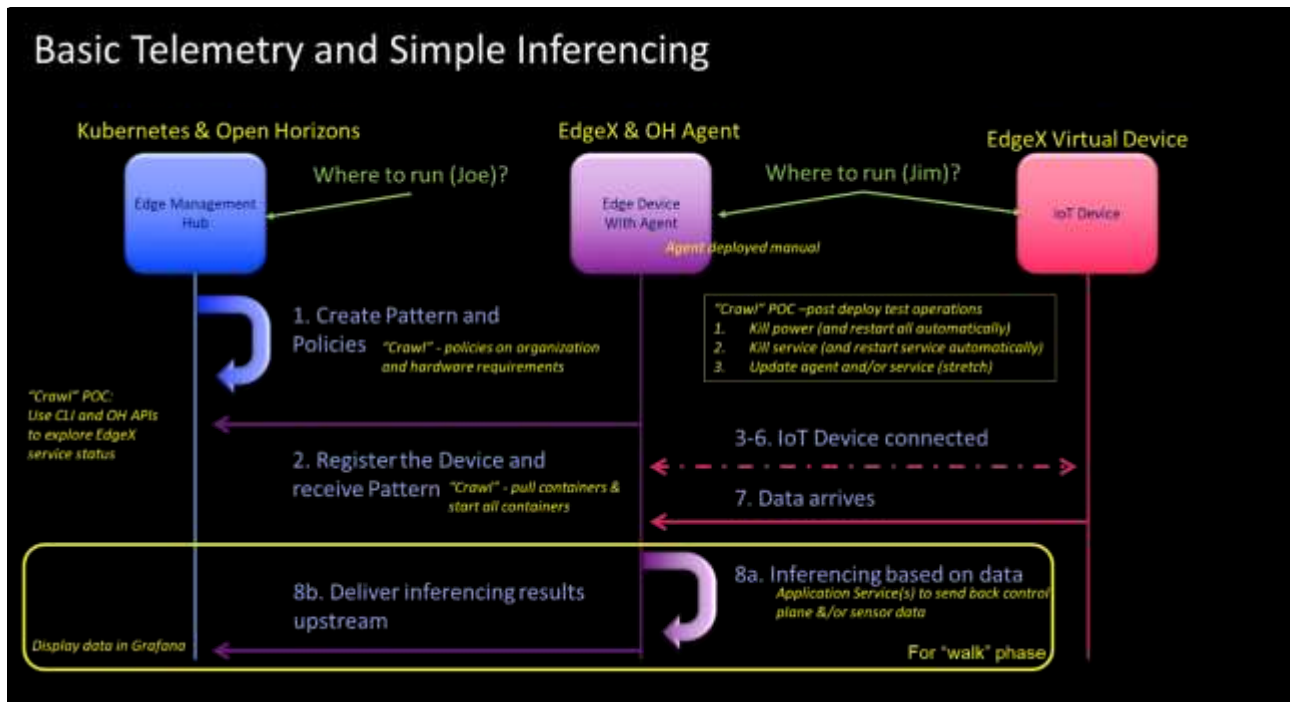 Basic Telemetry and Simple Inferencing
Kubernetes & Open Horizons
EdgeX & OH Agent
EdgeX Virtual Device
Edge Management
Hub
Where to run (Joe)?
Edge Device
With Agent
Where to run (Jim)?
IoT Device
Agent deployed manual
1. Create Pattern and
Policies
"Crawl" - policies on organization
and hardware requirements
"Crawl" POC –post deploy test operations
1. Kill power (and restart all automatically)
2. Kill service (and restart service automatically)
3. Update agent and/or service (stretch)
"Crawl" POC:
Use CLI and OH APIs
to explore EdgeX
service status
2. Register the Device and
receive Pattern
"Crawl" - pull containers &
start all containers
3-6. IoT Device connected
7. Data arrives
8b. Deliver inferencing results
upstream
8a. Inferencing based on data
Application Service(s) to send back control
plane &/or sensor data
Display data in Grafana
For "walk" phase